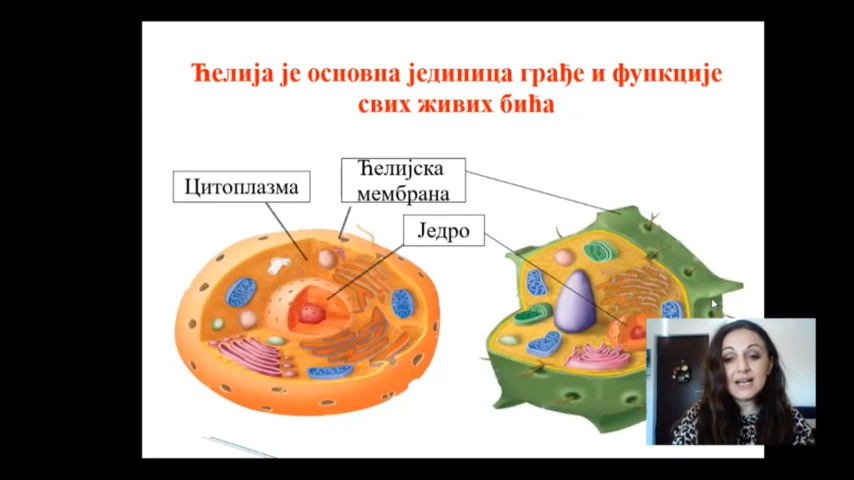 Ћелија је основна јединица грађе и функције
свих живих бића
Цитоплазма
Ћелијска
мембрана
Једро